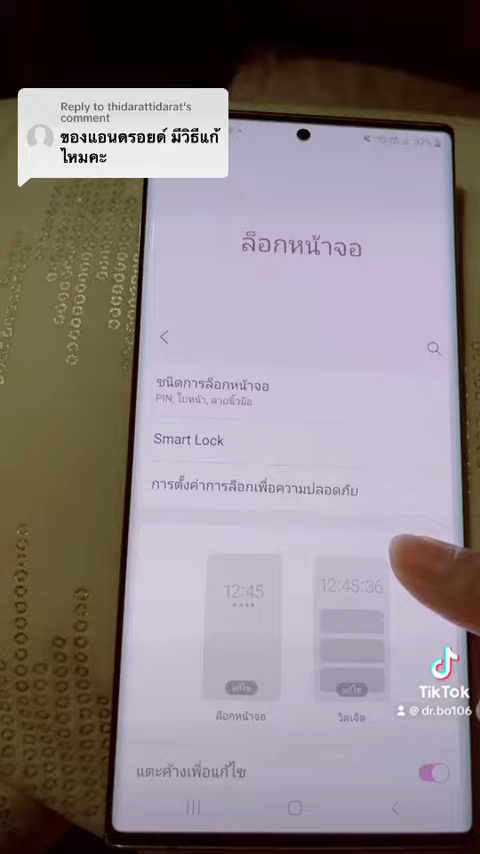 Reply to thidarattidarat's
comment
ของแอนดรอยด์ มีวิธีแก้
ไหมคะ
32%
ล็อกหน้าจอ
ชนิดการล็อกหน้าจอ
PIN, ใบหน้า, ลายนิ้วมือ
Smart Lock
การตั้งค่าการล็อกเพื่อความปลอดภัย
12:45
12:45:36
แก้ไข
แก้ไข
ล็อกหน้าจอ
วิดเจ็ต
แตะค้างเพื่อแก้ไข
TikTok
@ dr.bo106